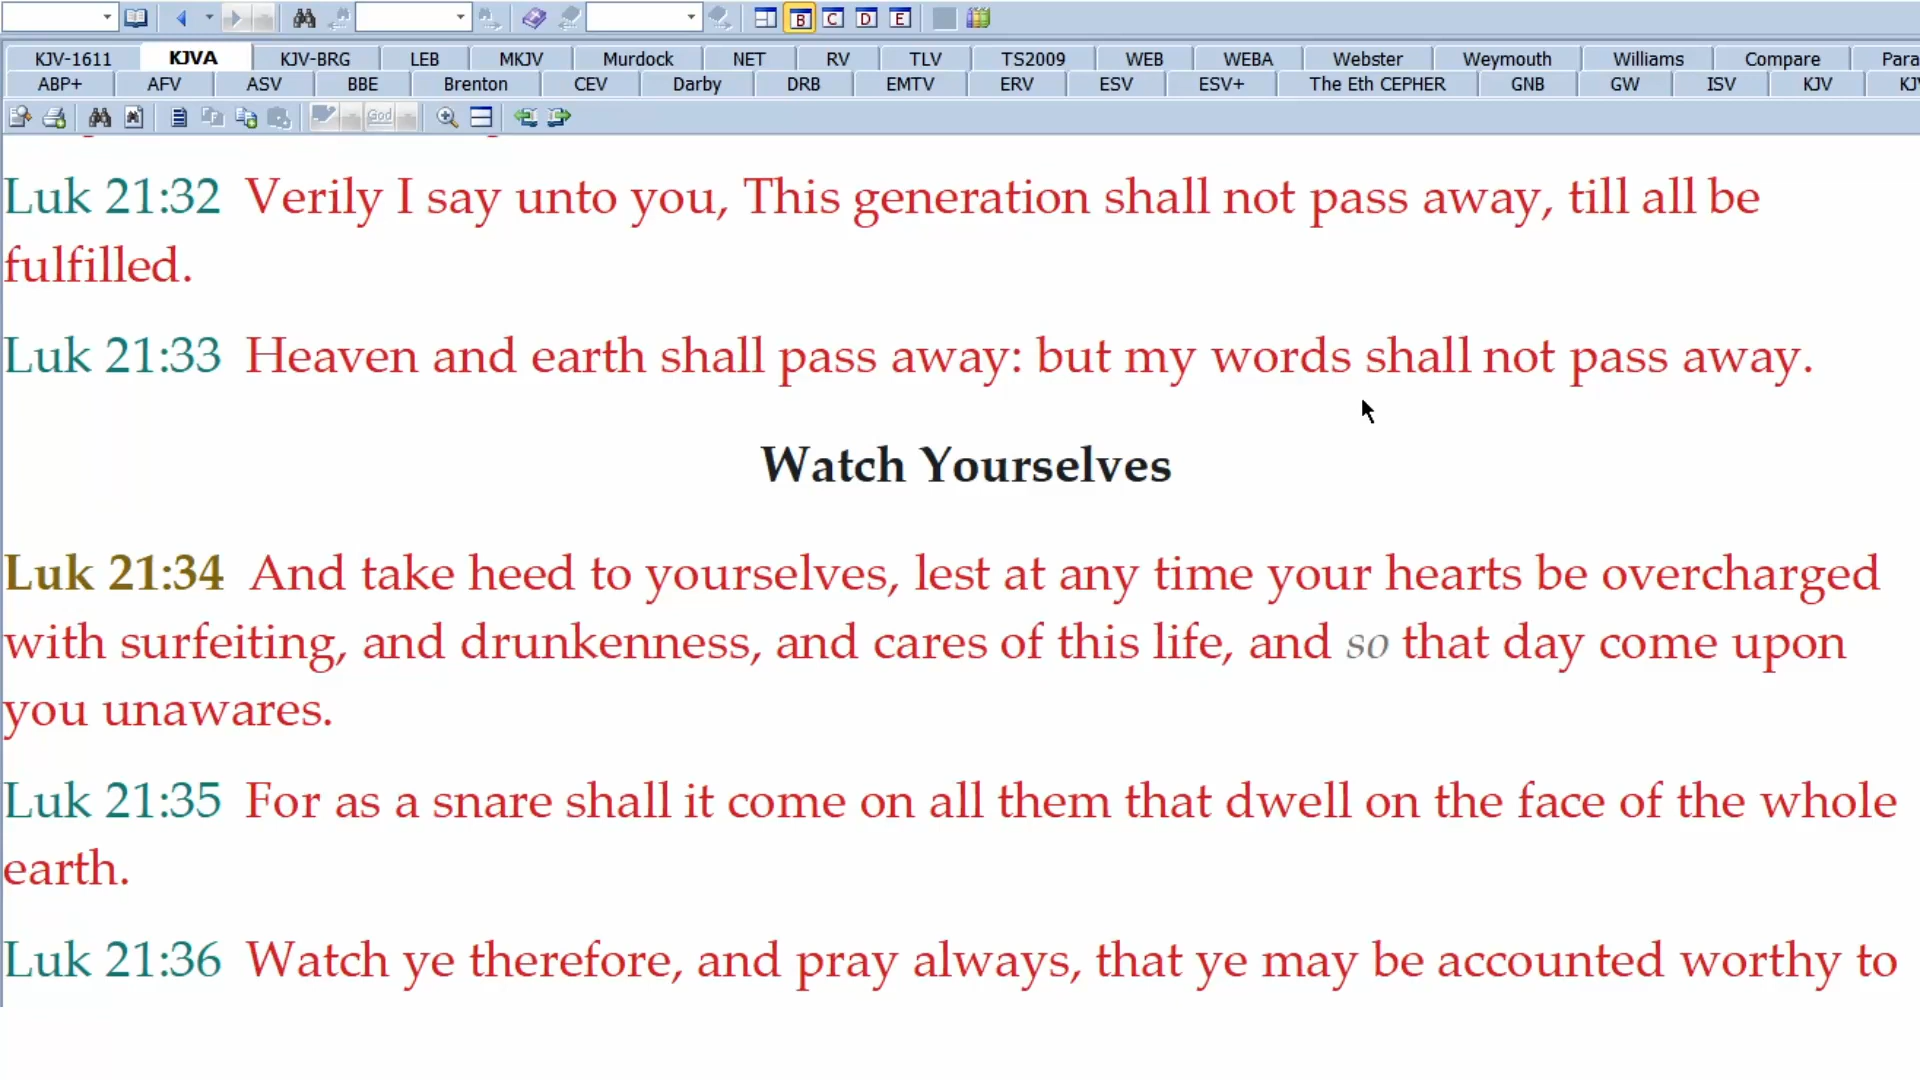 B C D E
KJV-1611 KJVA KJV-BRG LEB MKJV Murdock NET RV TLV TS2009 WEB WEBA Webster Weymouth Williams Compare Para
ABP+ AFV ASV BBE Brenton CEV Darby DRB EMTV ERV ESV ESV+ The Eth CEPHER GNB GW ISV KJV KJ
God
Luk 21:32 Verily I say unto you, This generation shall not pass away, till all be
fulfilled.
Luk 21:33 Heaven and earth shall pass away: but my words shall not pass away.
Watch Yourselves
Luk 21:34 And take heed to yourselves, lest at any time your hearts be overcharged
with surfeiting, and drunkenness, and cares of this life, and so that day come upon
you unawares.
Luk 21:35 For as a snare shall it come on all them that dwell on the face of the whole
earth.
Luk 21:36 Watch ye therefore, and pray always, that ye may be accounted worthy to